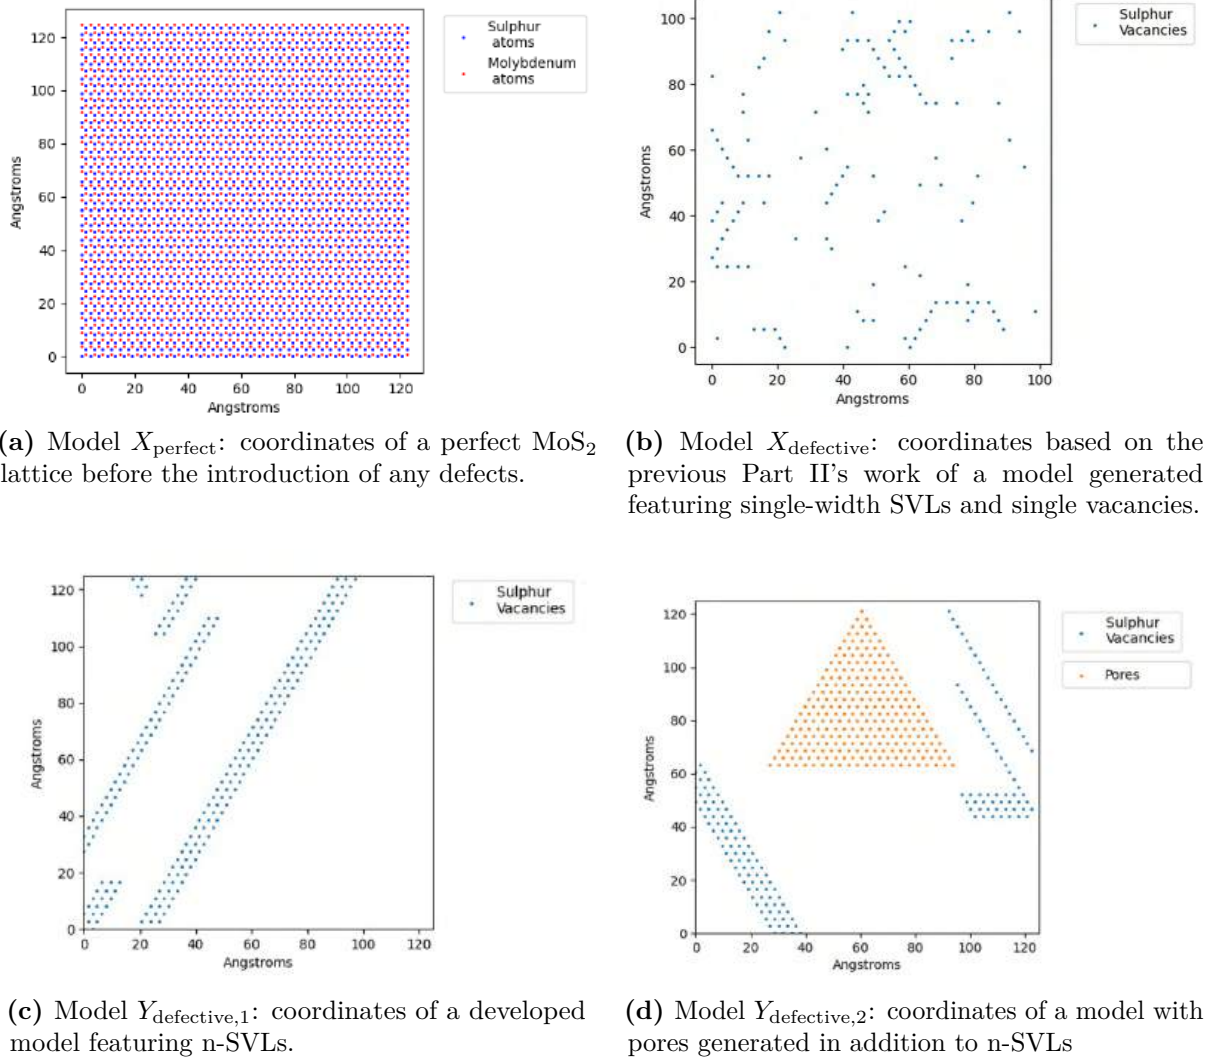 120
100
80
60
40
20
0
Angstroms
0 20 40 60 80 100 120
Angstroms
Sulphur
atoms
Molybdenum
atoms
(a) Model X_perfect: coordinates of a perfect MoS₂
lattice before the introduction of any defects.
100
80
60
40
20
0
Angstroms
0 20 40 60 80 100
Angstroms
Sulphur
Vacancies
(b) Model X_defective: coordinates based on the
previous Part II's work of a model generated
featuring single-width SVLs and single vacancies.
120
100
80
60
40
20
0
Angstroms
0 20 40 60 80 100 120
Angstroms
Sulphur
Vacancies
(c) Model Y_defective,1: coordinates of a developed
model featuring n-SVLs.
120
100
80
60
40
20
0
Angstroms
0 20 40 60 80 100 120
Angstroms
Sulphur
Vacancies
Pores
(d) Model Y_defective,2: coordinates of a model with
pores generated in addition to n-SVLs